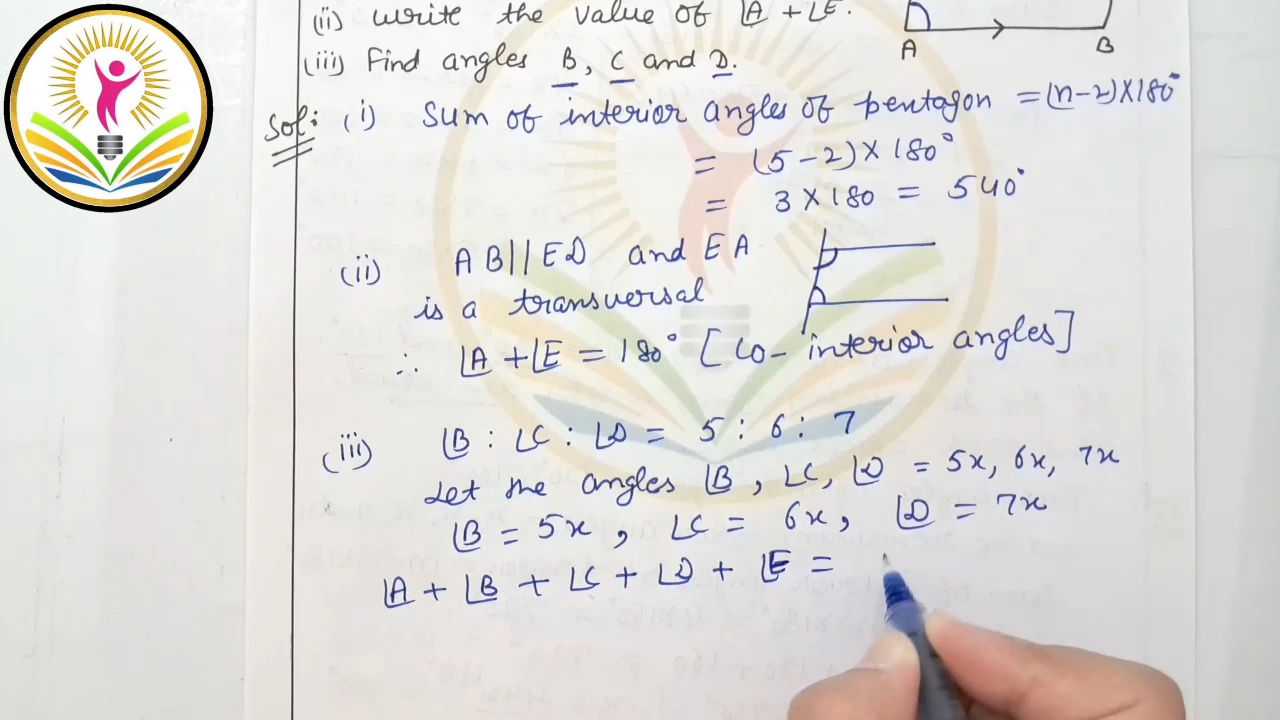 (ii) write the value of ∠A + ∠E.
A B
(iii) Find angles B, C and D.
Sol: (i) Sum of interior angles of pentagon = (n-2)×180°
= (5-2)×180°
= 3×180 = 540°
(ii) AB||ED and EA
is a transversal
∴ ∠A + ∠E = 180° [Co-interior angles]
(iii) ∠B : ∠C : ∠D = 5 : 6 : 7
Let the angles ∠B, ∠C, ∠D = 5x, 6x, 7x
∠B = 5x, ∠C = 6x, ∠D = 7x
∠A + ∠B + ∠C + ∠D + ∠E =